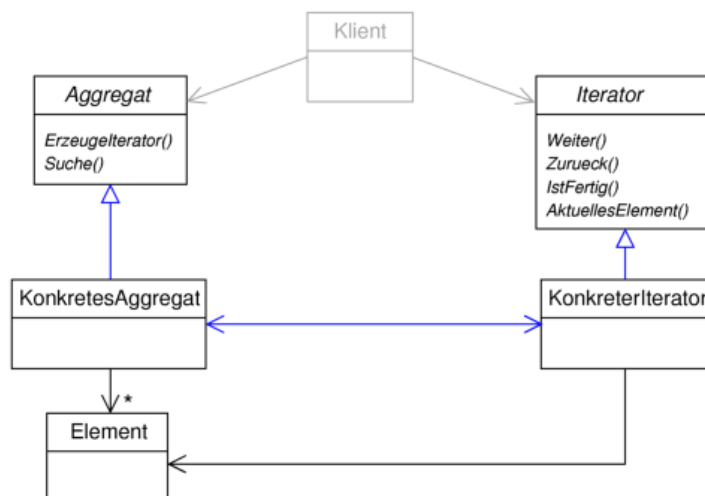 Klient
Aggregat
ErzeugeIterator()
Suche()
Iterator
Weiter()
Zurueck()
IstFertig()
AktuellesElement()
KonkretesAggregat
KonkreterIterator
*
Element